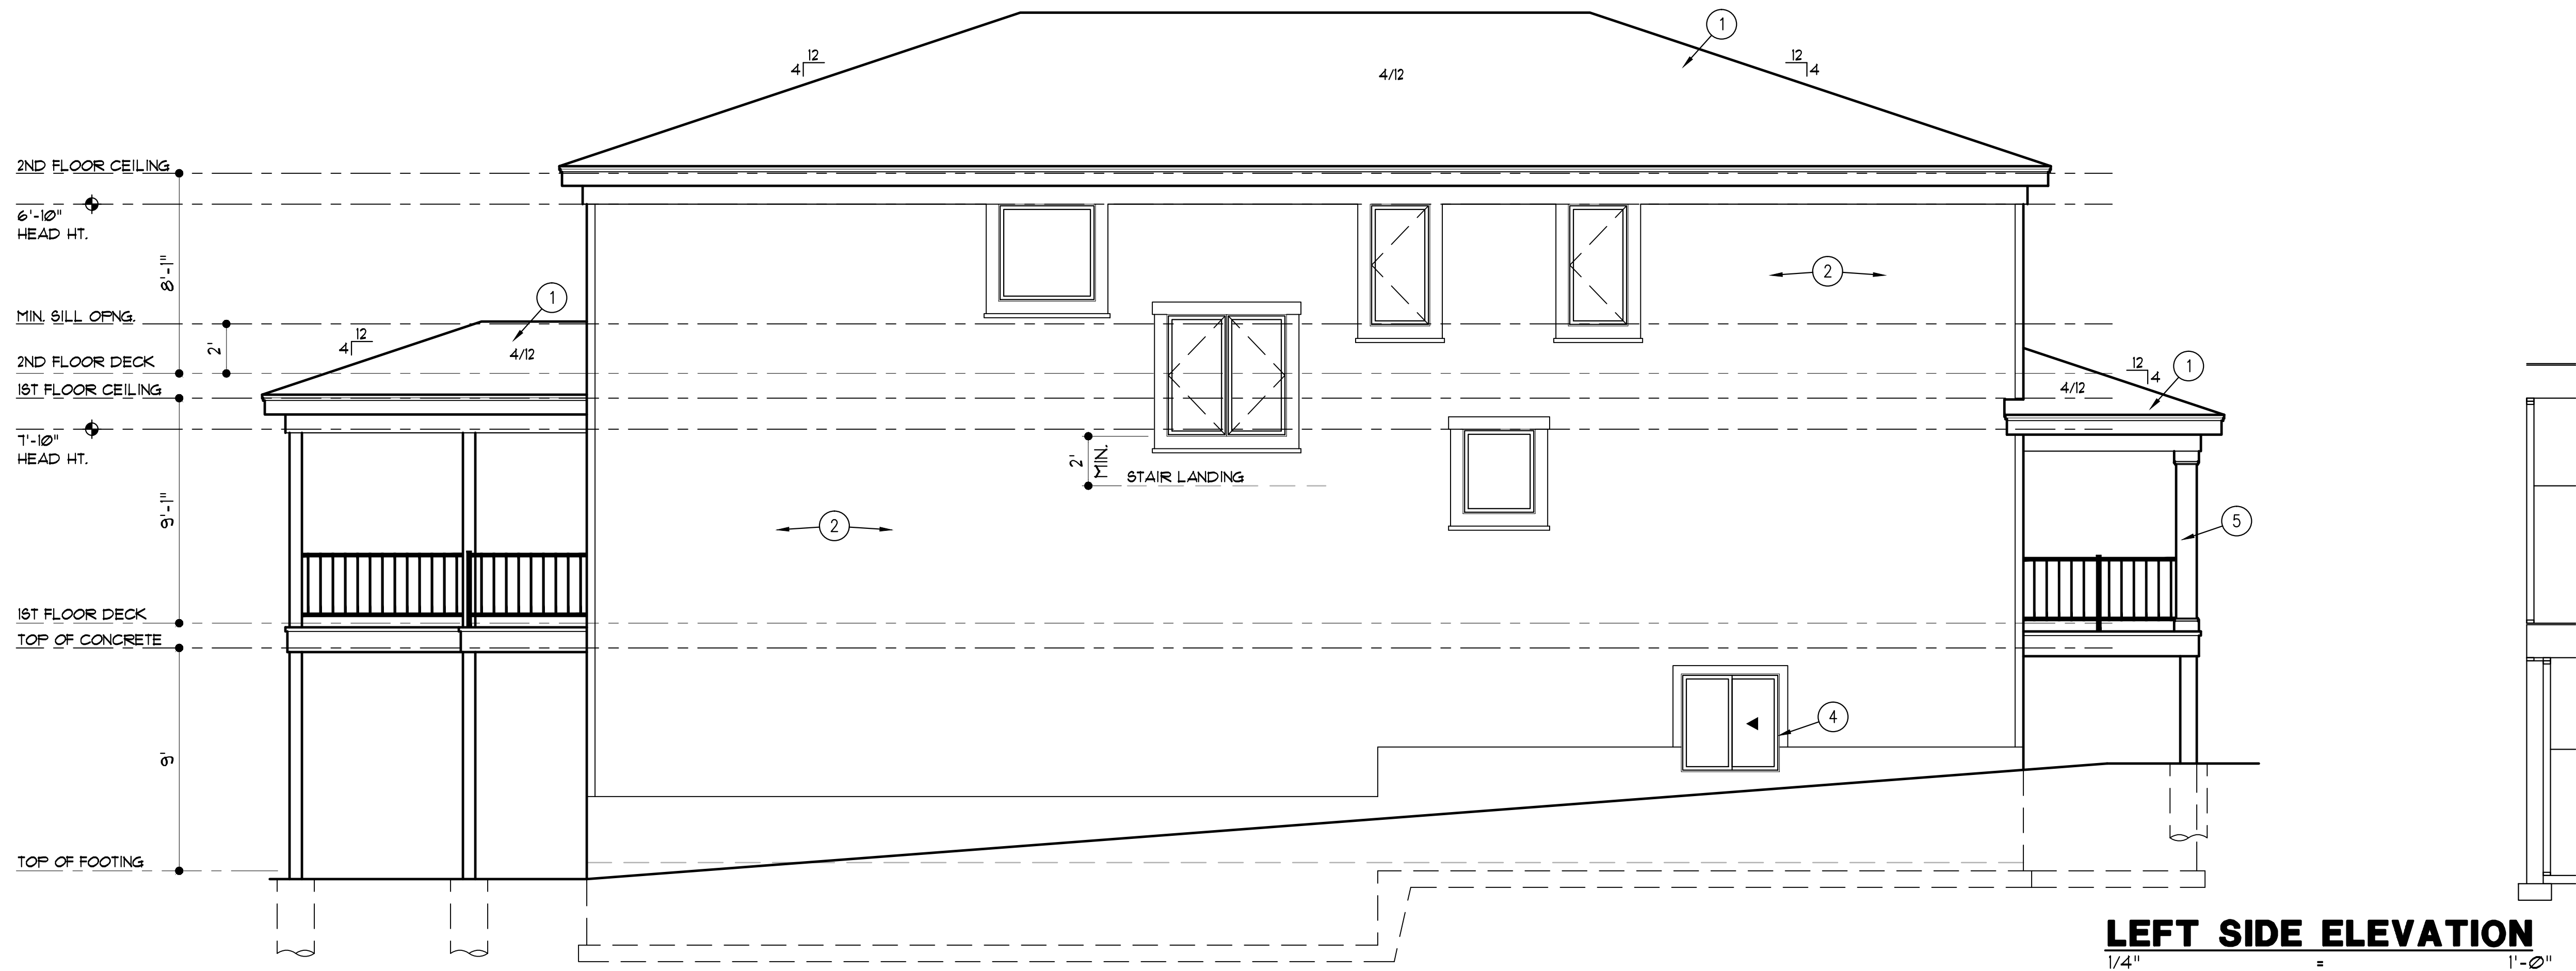 1
12
4
12
4
4/12
2ND FLOOR CEILING
6'-10"
HEAD HT.
8'-1"
2
1
MIN. SILL OPNG.
12
4
4/12
2'
2ND FLOOR DECK
1ST FLOOR CEILING
12
4
4/12
1
7'-10"
HEAD HT.
2'
MIN.
STAIR LANDING
9'-1"
2
5
1ST FLOOR DECK
TOP OF CONCRETE
4
9'
TOP OF FOOTING
LEFT SIDE ELEVATION
1/4" = 1'-0"